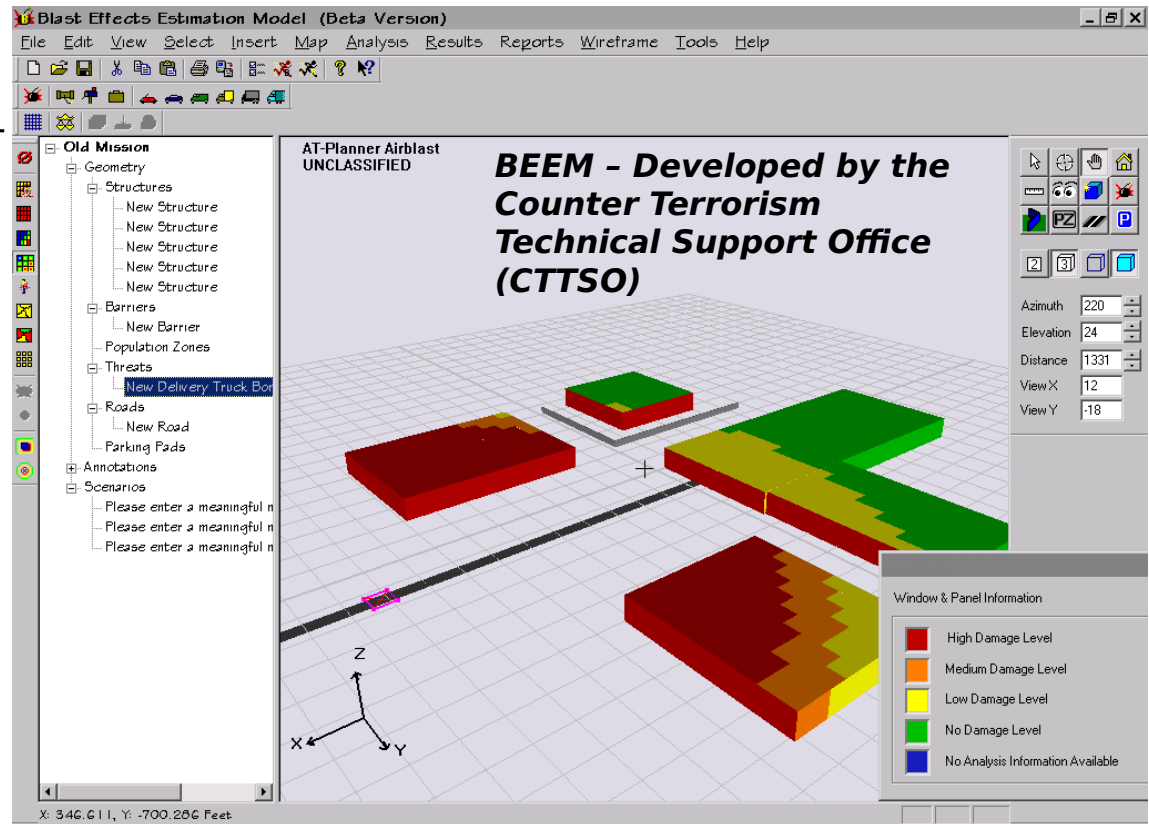 Blast Effects Estimation Model (Beta Version)
File Edit View Select Insert Map Analysis Results Reports Wireframe Tools Help
Old Mission
Geometry
Structures
New Structure
New Structure
New Structure
New Structure
New Structure
Barriers
New Barrier
Population Zones
Threats
New Delivery Truck Bor
Roads
New Road
Parking Pads
Annotations
Scenarios
Please enter a meaningful n
Please enter a meaningful n
Please enter a meaningful n
AT-Planner Airblast
UNCLASSIFIED
BEEM – Developed by the
Counter Terrorism
Technical Support Office
(CTTSO)
Z
X
Y
PZ
P
2 3
Azimuth 220
Elevation 24
Distance 1331
View X 12
View Y -18
Window & Panel Information
High Damage Level
Medium Damage Level
Low Damage Level
No Damage Level
No Analysis Information Available
X: 346.611, Y: -700.286 Feet